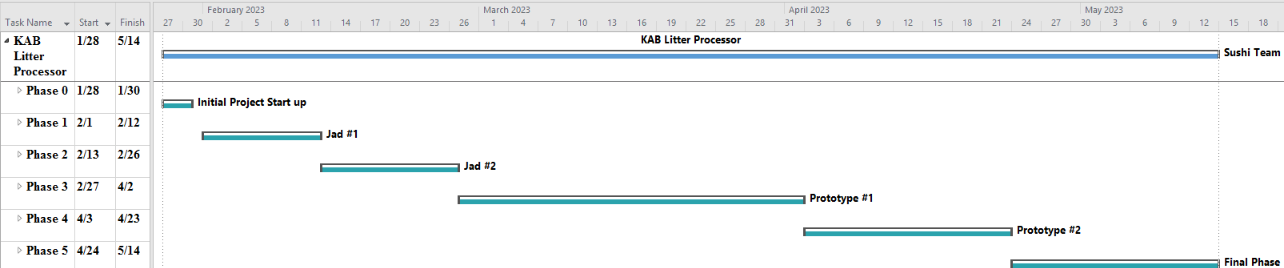 February 2023 March 2023 April 2023 May 2023
Task Name Start Finish 27 30 2 5 8 11 14 17 20 23 26 1 4 7 10 13 16 19 22 25 28 31 3 6 9 12 15 18 21 24 27 30 3 6 9 12 15 18
KAB 1/28 5/14 KAB Litter Processor
Litter Sushi Team
Processor
Phase 0 1/28 1/30 Initial Project Start up
Phase 1 2/1 2/12 Jad #1
Phase 2 2/13 2/26 Jad #2
Phase 3 2/27 4/2 Prototype #1
Phase 4 4/3 4/23 Prototype #2
Phase 5 4/24 5/14 Final Phase